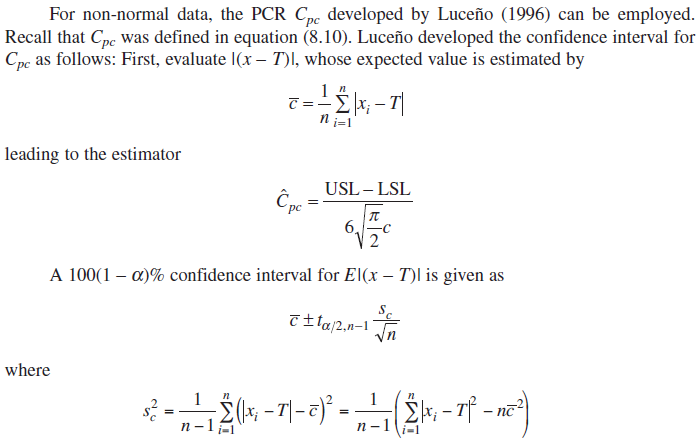 For non-normal data, the PCR C_pc developed by Luceño (1996) can be employed.
Recall that C_pc was defined in equation (8.10). Luceño developed the confidence interval for
C_pc as follows: First, evaluate |(x – T)|, whose expected value is estimated by
c̅ = 1/n ∑_{i=1}^{n} |x_i – T|
leading to the estimator
Ĉ_pc = (USL – LSL) / (6√(π/2) c)
A 100(1 – α)% confidence interval for E|(x – T)| is given as
c̅ ± t_{α/2,n–1} s_c/√n
where
s_c^2 = 1/(n – 1) ∑_{i=1}^{n} (|x_i – T| – c̅)^2 = 1/(n – 1) (∑_{i=1}^{n} |x_i – T|^2 – nc̅^2)